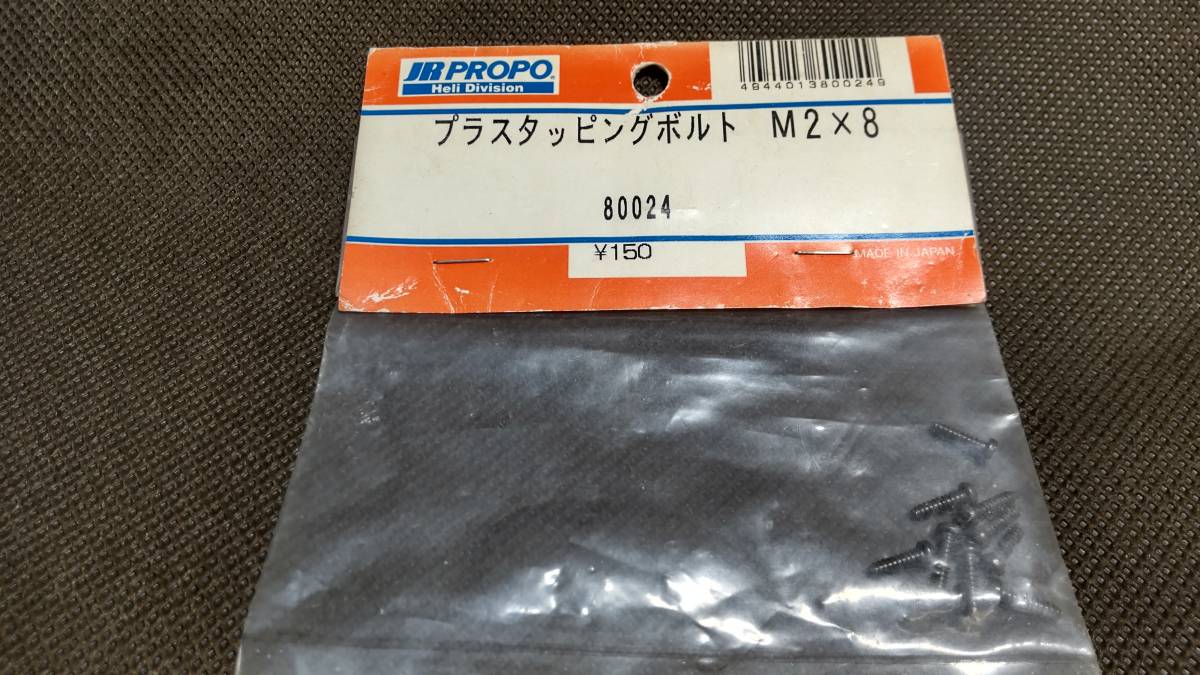 JR PROPO®
Heli Division
4944013800249
プラスタッピングボルト M2×8
80024
¥150
MADE IN JAPAN